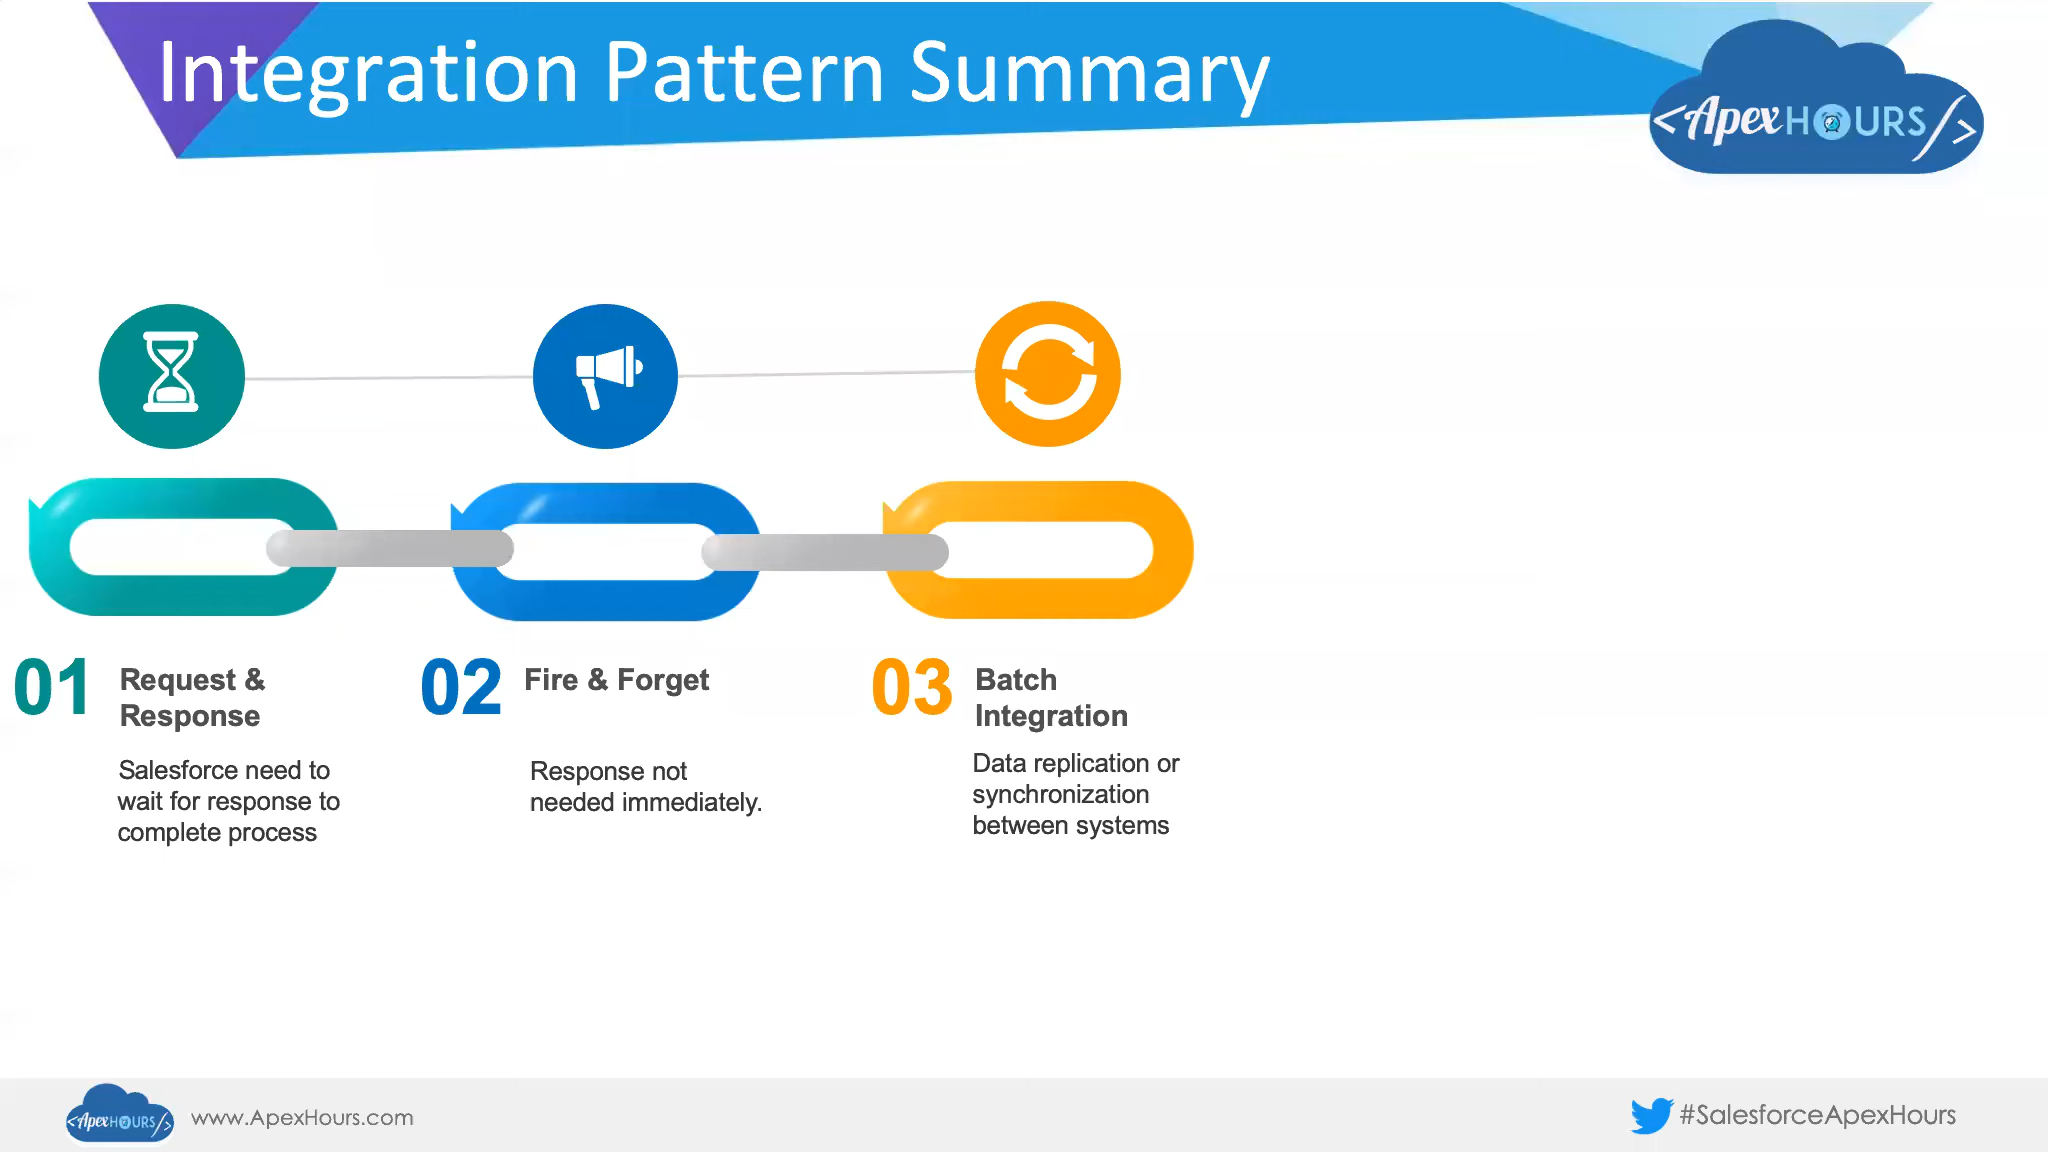 Integration Pattern Summary
<ApexHOURS/>
01
Request &
Response
Salesforce need to
wait for response to
complete process
02
Fire & Forget
Response not
needed immediately.
03
Batch
Integration
Data replication or
synchronization
between systems
<ApexHOURS/>
www.ApexHours.com
#SalesforceApexHours